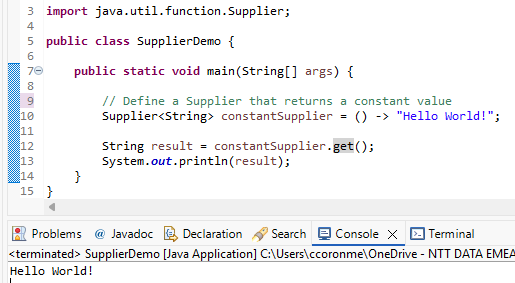 3 import java.util.function.Supplier;
4
5 public class SupplierDemo {
6
7 public static void main(String[] args) {
8
9 // Define a Supplier that returns a constant value
10 Supplier<String> constantSupplier = () -> "Hello World!";
11
12 String result = constantSupplier.get();
13 System.out.println(result);
14 }
15 }
Problems @ Javadoc Declaration Search Console Terminal
<terminated> SupplierDemo [Java Application] C:\Users\ccoronme\OneDrive - NTT DATA EMEA
Hello World!